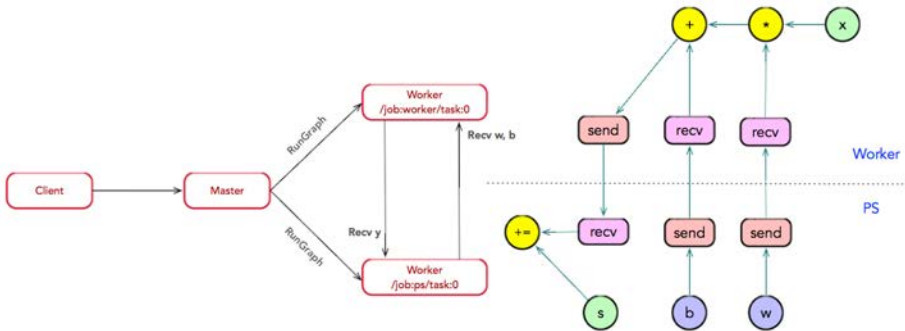 Client
Master
RunGraph
RunGraph
Worker
/job:worker/task:0
Recv w, b
Recv y
Worker
/job:ps/task:0
+
*
x
send
recv
recv
Worker
PS
+=
recv
send
send
s
b
w